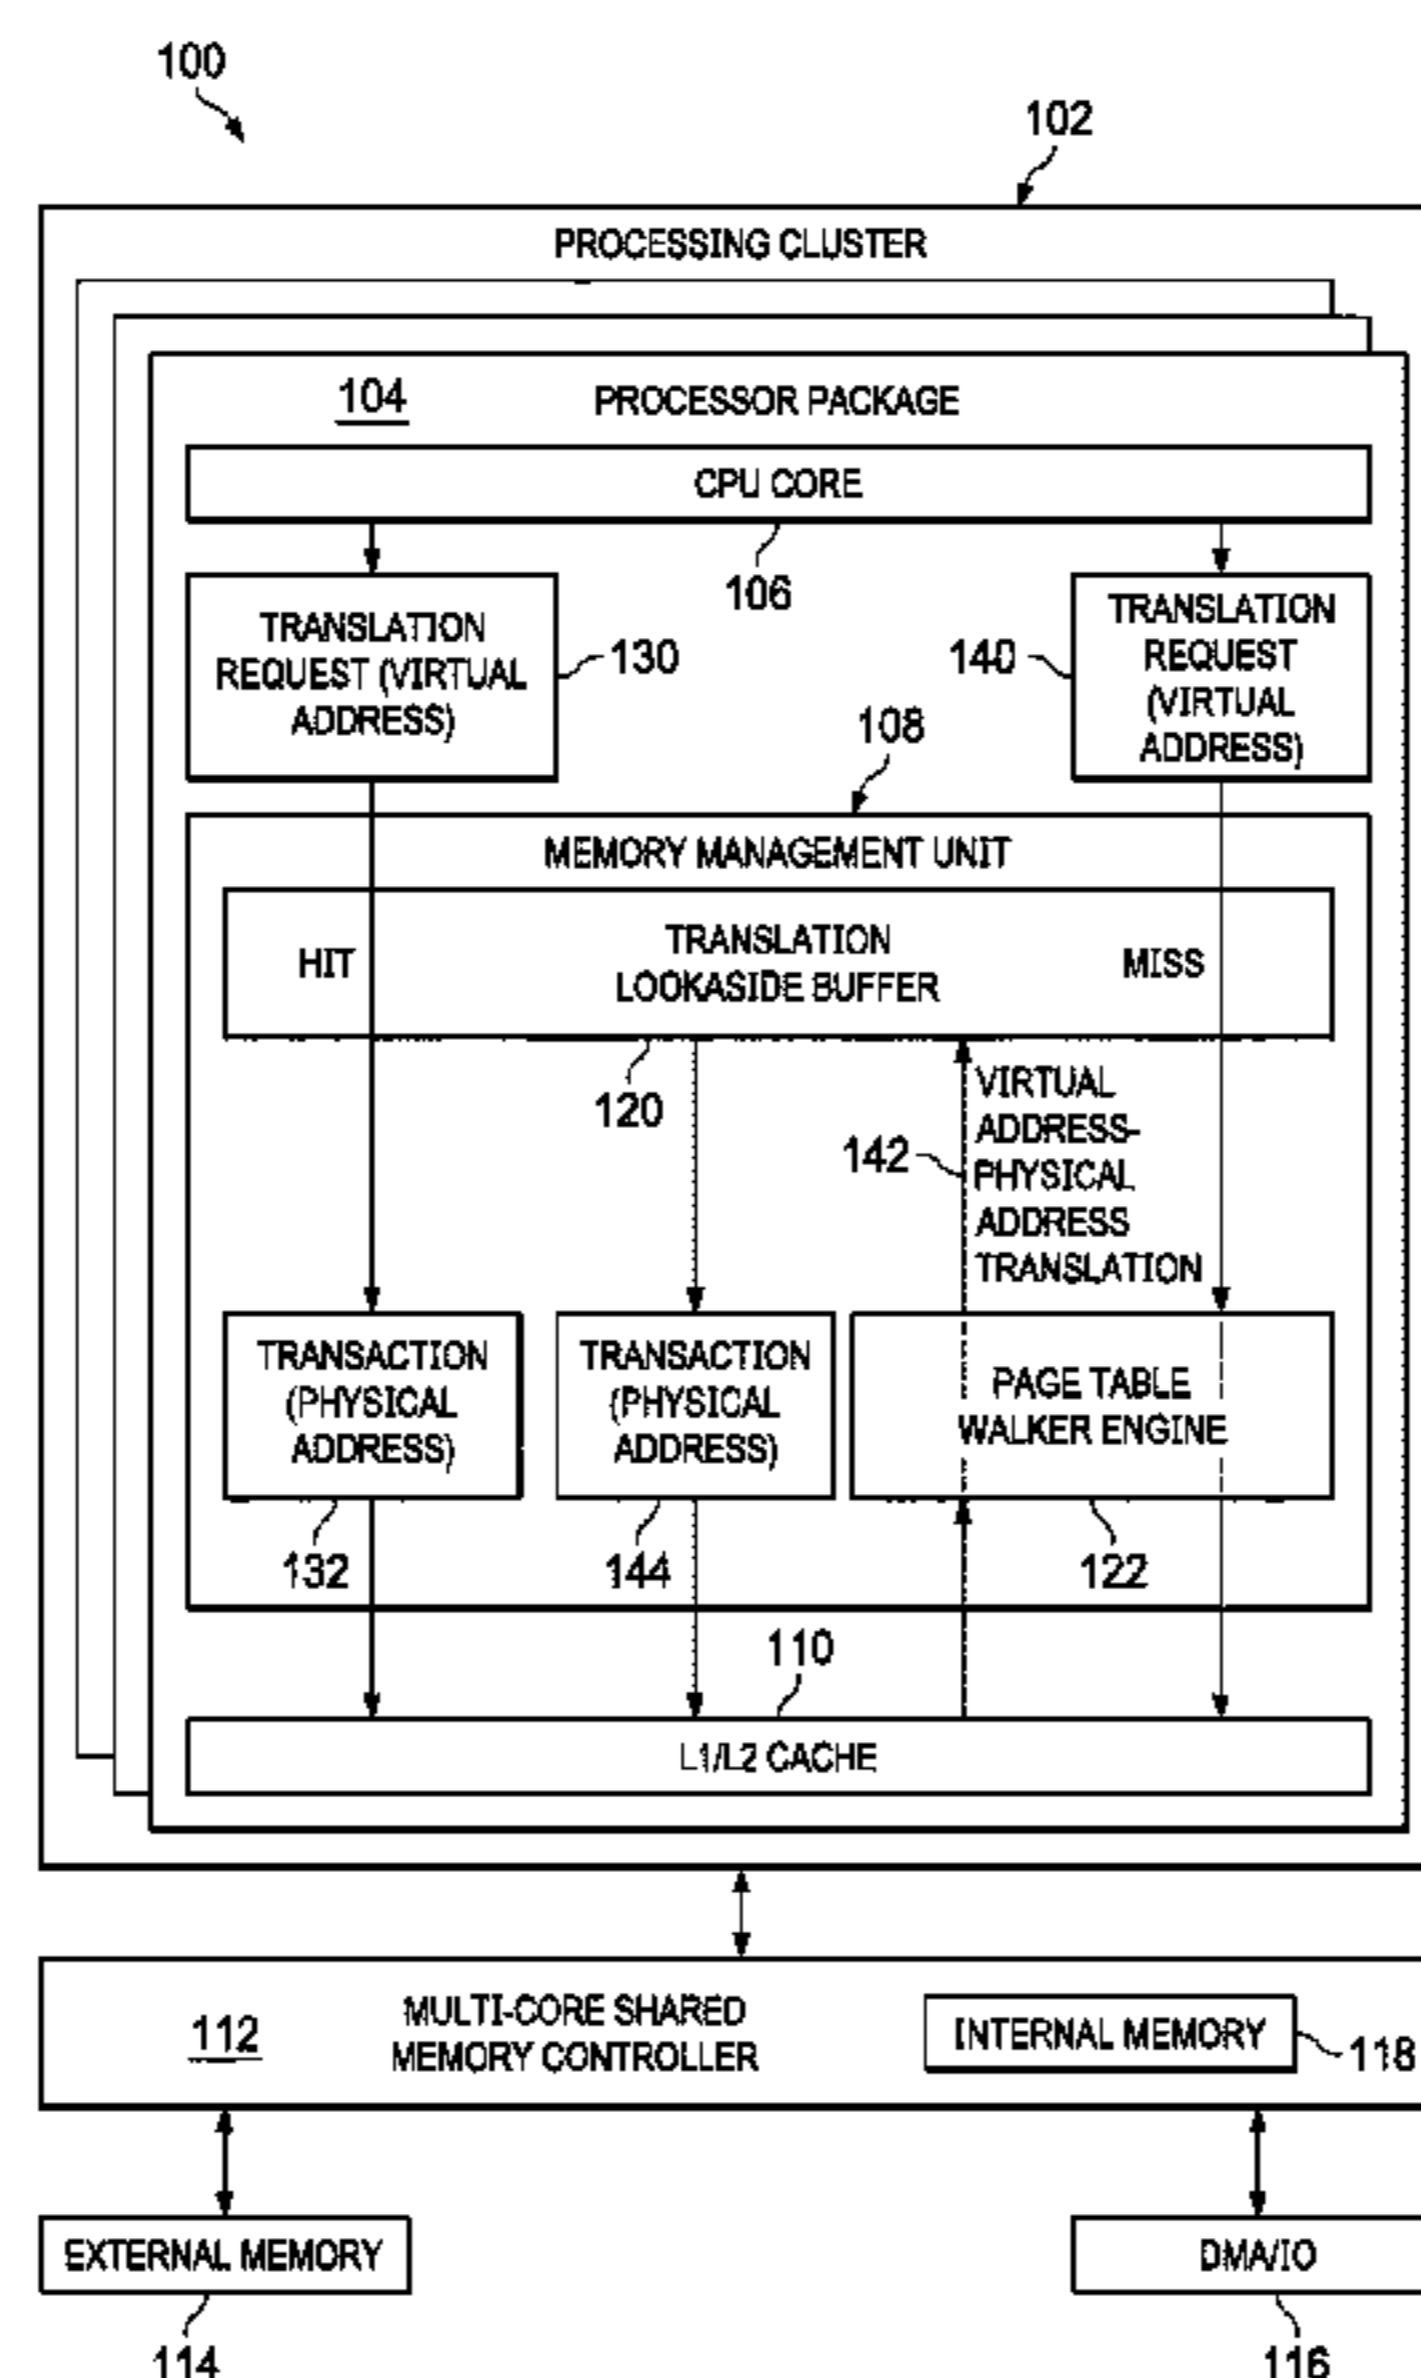 100
102
PROCESSING CLUSTER
104
PROCESSOR PACKAGE
CPU CORE
106
TRANSLATION
REQUEST (VIRTUAL
ADDRESS)
130
140
TRANSLATION
REQUEST
(VIRTUAL
ADDRESS)
108
MEMORY MANAGEMENT UNIT
HIT
TRANSLATION
LOOKASIDE BUFFER
MISS
120
142
VIRTUAL
ADDRESS-
PHYSICAL
ADDRESS
TRANSLATION
TRANSACTION
(PHYSICAL
ADDRESS)
TRANSACTION
(PHYSICAL
ADDRESS)
PAGE TABLE
WALKER ENGINE
132
144
122
110
L1/L2 CACHE
112
MULTI-CORE SHARED
MEMORY CONTROLLER
INTERNAL MEMORY
118
EXTERNAL MEMORY
DMA/IO
114
116